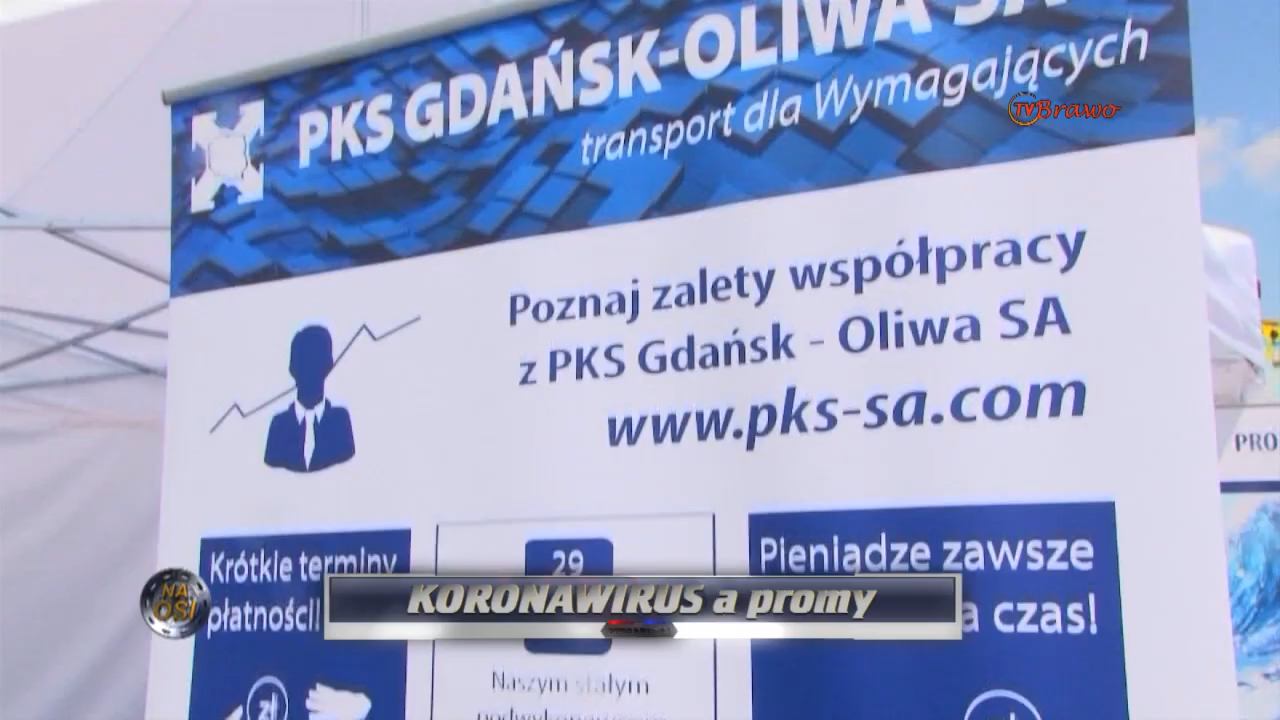 PKS GDAŃSK-OLIWA SA
transport dla Wymagających
TVBrawo
Poznaj zalety współpracy
z PKS Gdańsk - Oliwa SA
www.pks-sa.com
PRO
Krótkie terminy
płatności!
29
Pieniądze zawsze
a czas!
NA
OSI
KORONAWIRUS a promy
Naszym stałym
zł